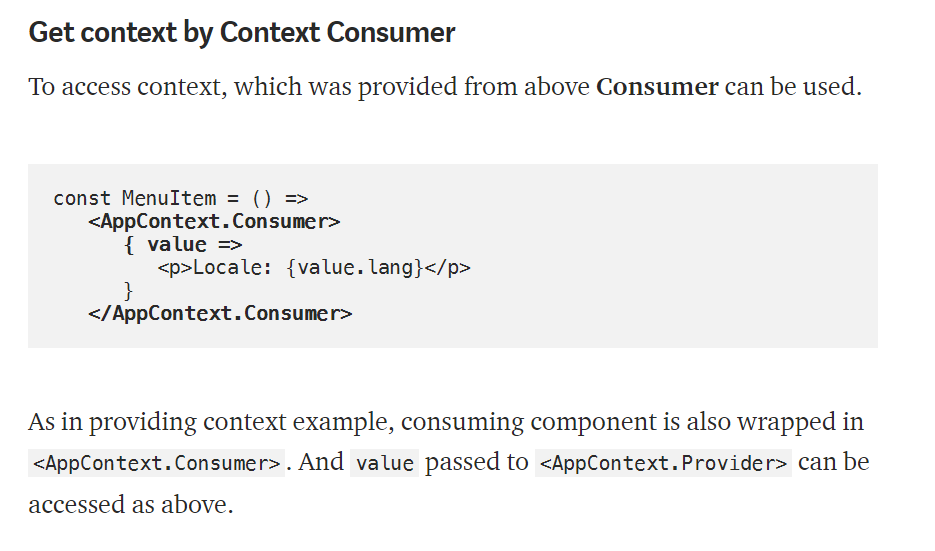 Get context by Context Consumer
To access context, which was provided from above Consumer can be used.
const MenuItem = () =>
<AppContext.Consumer>
{ value =>
<p>Locale: {value.lang}</p>
}
</AppContext.Consumer>
As in providing context example, consuming component is also wrapped in
<AppContext.Consumer>. And value passed to <AppContext.Provider> can be
accessed as above.